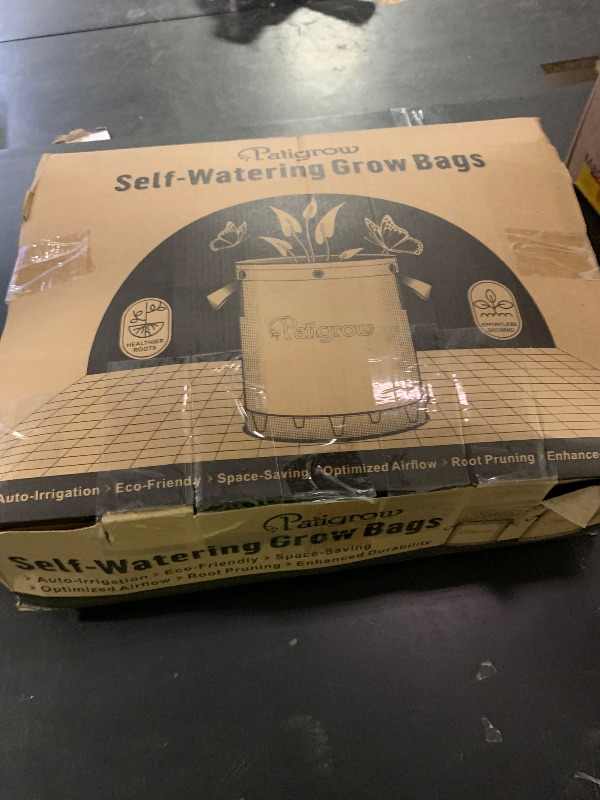 Patigrow
Self-Watering Grow Bags
Patigrow
HEALTHIER
ROOTS
EFFORTLESS
GROWING
Auto-Irrigation > Eco-Friendly > Space-Saving > Optimized Airflow > Root Pruning > Enhance
Patigrow
Self-Watering Grow Bags
> Auto-Irrigation > Eco-Friendly > Space-Saving
> Optimized Airflow > Root Pruning > Enhanced Durability